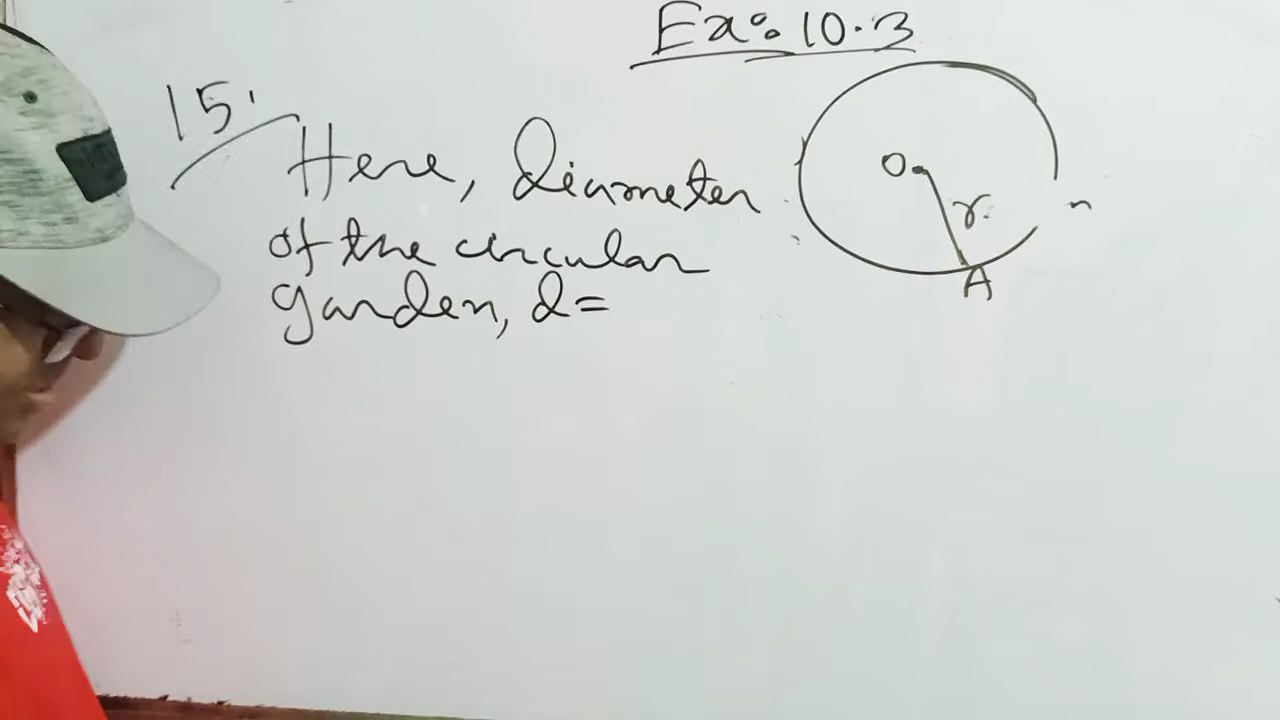 Ex: 10.3
15.
Here, diameter
of the circular
garden, d=
O
r
A